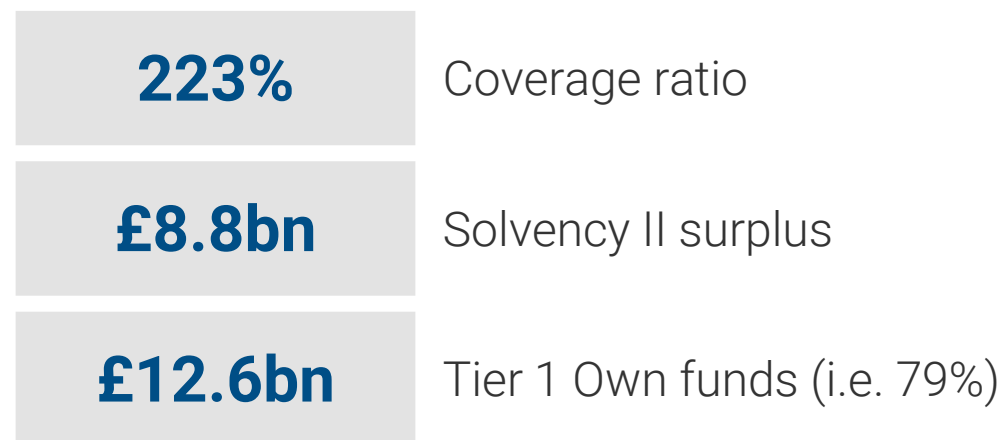 223% Coverage ratio
£8.8bn Solvency II surplus
£12.6bn Tier 1 Own funds (i.e. 79%)